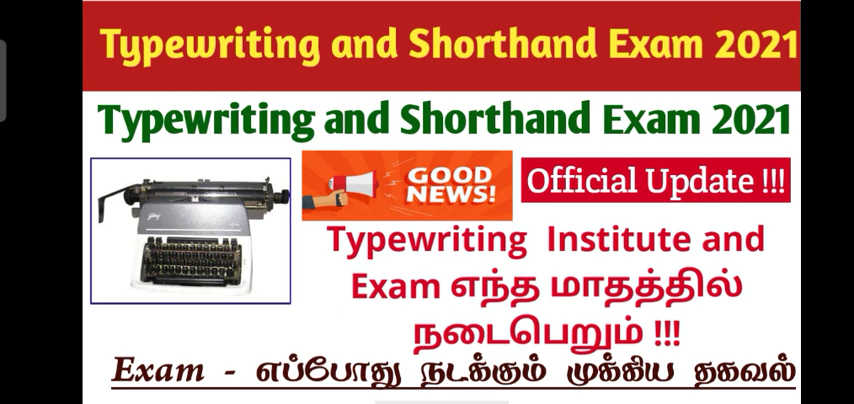 Typewriting and Shorthand Exam 2021
Typewriting and Shorthand Exam 2021
GOOD
NEWS!
Official Update !!!
Typewriting Institute and
Exam எந்த மாதத்தில்
நடைபெறும் !!!
Exam - எப்போது நடக்கும் முக்கிய தகவல்